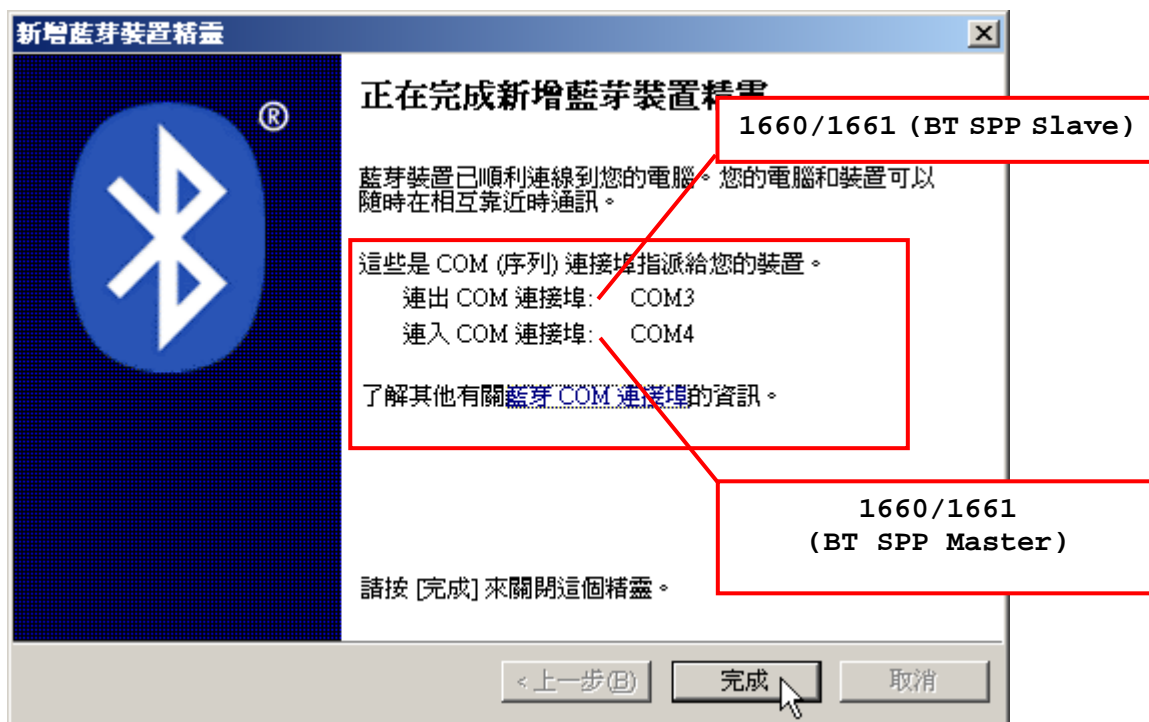 新增藍芽裝置精靈
正在完成新增藍芽裝置精靈
1660/1661 (BT SPP Slave)
藍芽裝置已順利連線到您的電腦。您的電腦和裝置可以
隨時在相互靠近時通訊。
這些是 COM (序列) 連接埠指派給您的裝置。
連出 COM 連接埠: COM3
連入 COM 連接埠: COM4
了解其他有關藍芽 COM 連接埠的資訊。
1660/1661
(BT SPP Master)
請按 [完成] 來關閉這個精靈。
<上一步(B) 完成 取消
®